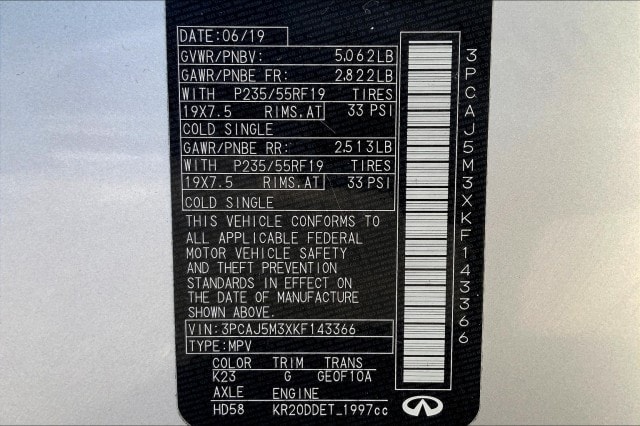 DATE: 06/19
GVWR/PNBV: 5,062LB
GAWR/PNBE FR: 2,822LB
WITH P235/55RF19 TIRES
19X7.5 RIMS.AT 33 PSI
COLD SINGLE
GAWR/PNBE RR: 2,513LB
WITH P235/55RF19 TIRES
19X7.5 RIMS.AT 33 PSI
COLD SINGLE
THIS VEHICLE CONFORMS TO
ALL APPLICABLE FEDERAL
MOTOR VEHICLE SAFETY
AND THEFT PREVENTION
STANDARDS IN EFFECT ON
THE DATE OF MANUFACTURE
SHOWN ABOVE.
VIN: 3PCAJ5M3XKF143366
TYPE: MPV
COLOR TRIM TRANS
K23 G GE0F10A
AXLE ENGINE
HD58 KR20DDET_1997cc
3PCAJ5M3XKF143366